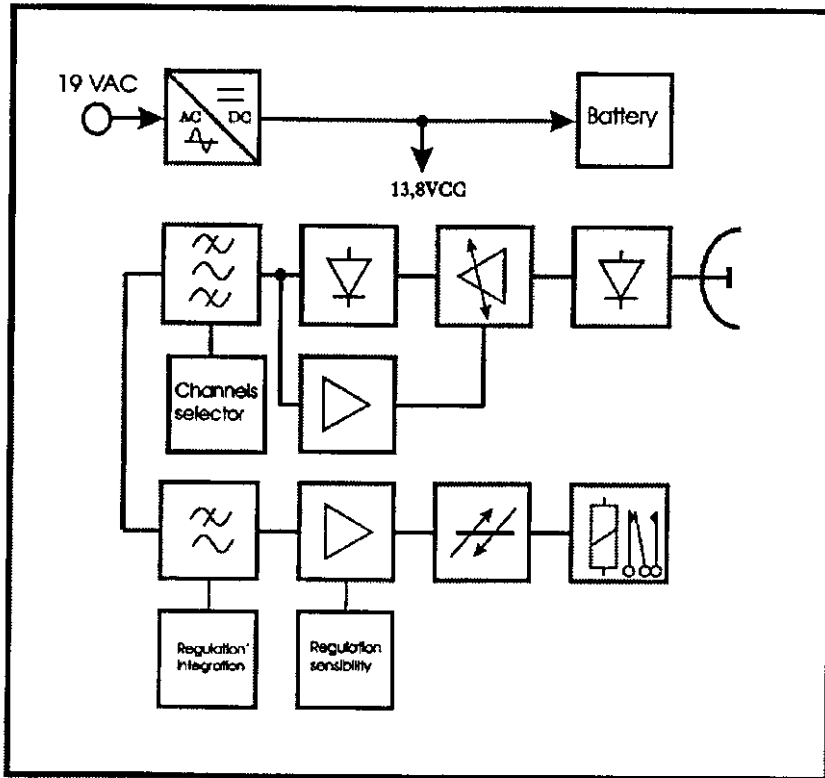 19 VAC
AC
DC
Battery
13,8VCC
Channels
selector
Regulation'
integration
Regulation
sensibility